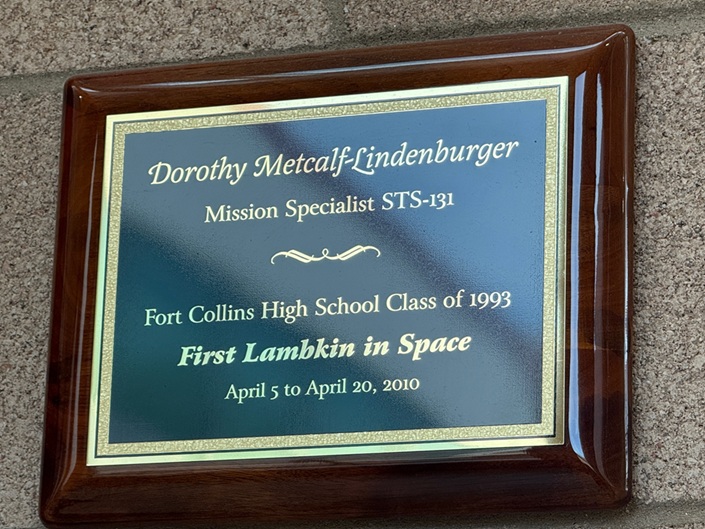 Dorothy Metcalf-Lindenburger
Mission Specialist STS-131
Fort Collins High School Class of 1993
First Lambkin in Space
April 5 to April 20, 2010